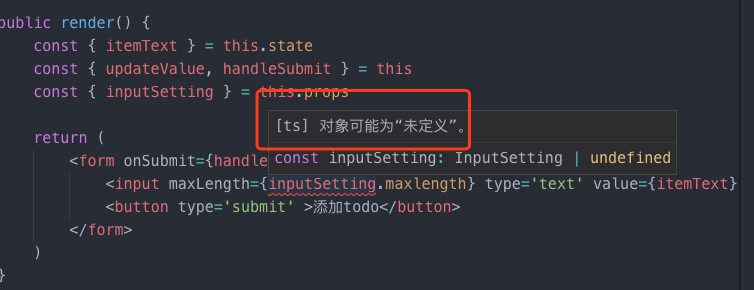 public render() {
const { itemText } = this.state
const { updateValue, handleSubmit } = this
const { inputSetting } = this.props
[ts] 对象可能为“未定义”。
return (
const inputSetting: InputSetting | undefined
<form onSubmit={handle
<input maxLength={inputSetting.maxlength} type='text' value={itemText}
<button type='submit' >添加todo</button>
</form>
)
}